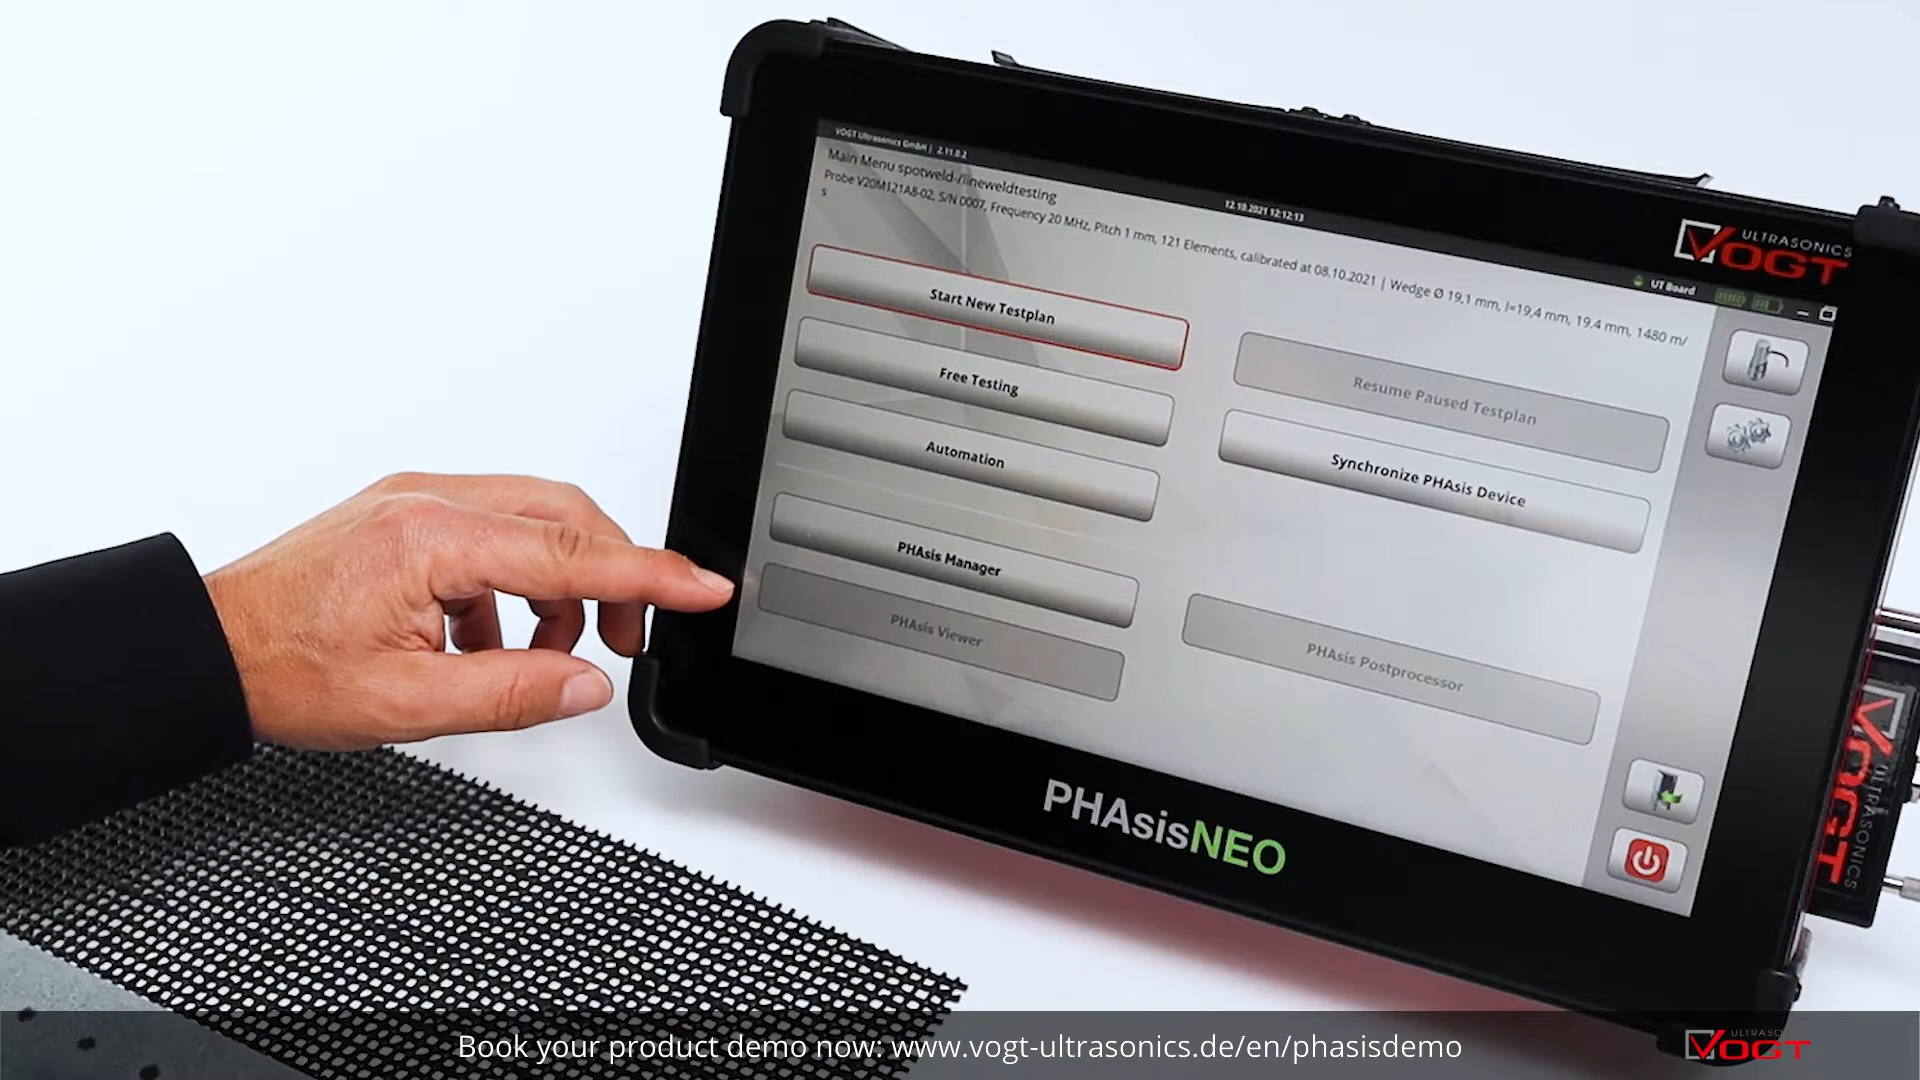 VOGT Ultrasonics GmbH | 2.11.0.2
12.10.2021 12:12:13
Main Menu spotweld-/lineweldtesting
Probe V20M121A8-02, S/N 0007, Frequency 20 MHz, Pitch 1 mm, 121 Elements, calibrated at 08.10.2021 | Wedge Ø 19,1 mm, l=19,4 mm, 19.4 mm, 1480 m/
s
ULTRASONICS
VOGT
UT Board
Start New Testplan
Resume Paused Testplan
Free Testing
Synchronize PHAsis Device
Automation
PHAsis Manager
PHAsis Viewer
PHAsis Postprocessor
PHAsisNEO
VOGT
ULTRASONICS
Book your product demo now: www.vogt-ultrasonics.de/en/phasisdemo
ULTRASO
VOGT